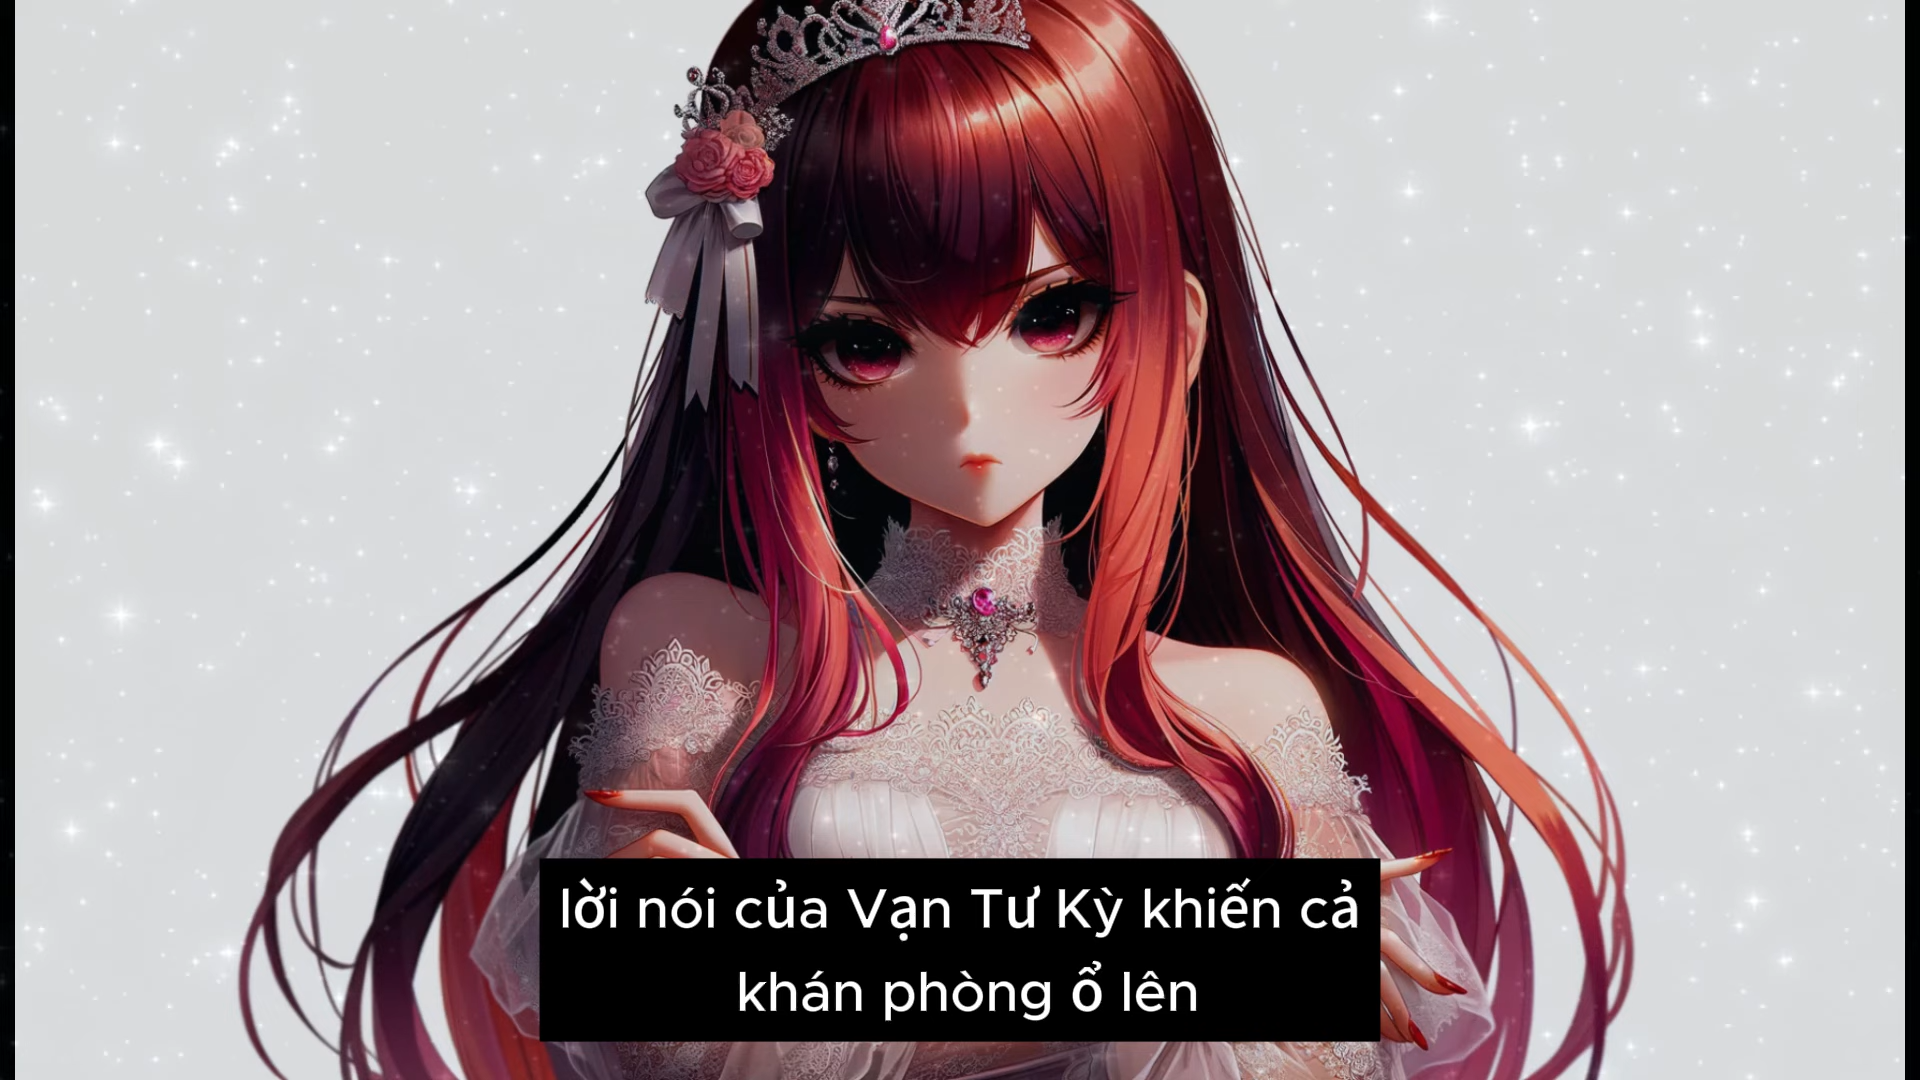 lời nói của Vạn Tư Kỳ khiến cả
khán phòng ổ lên